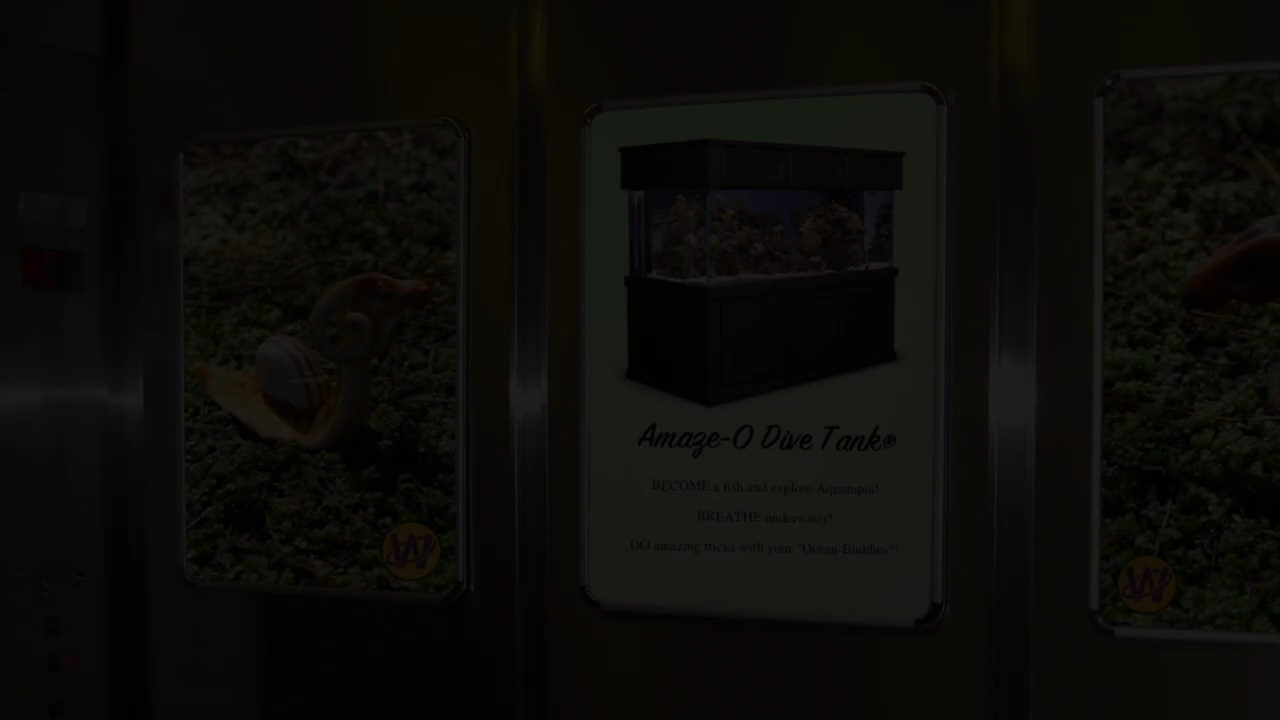 Amaze-O Dive Tank®
BECOME a fish and explore Aquatopia!
BREATHE underwater!
DO amazing tricks with your "Ocean-Buddies"!
W
W